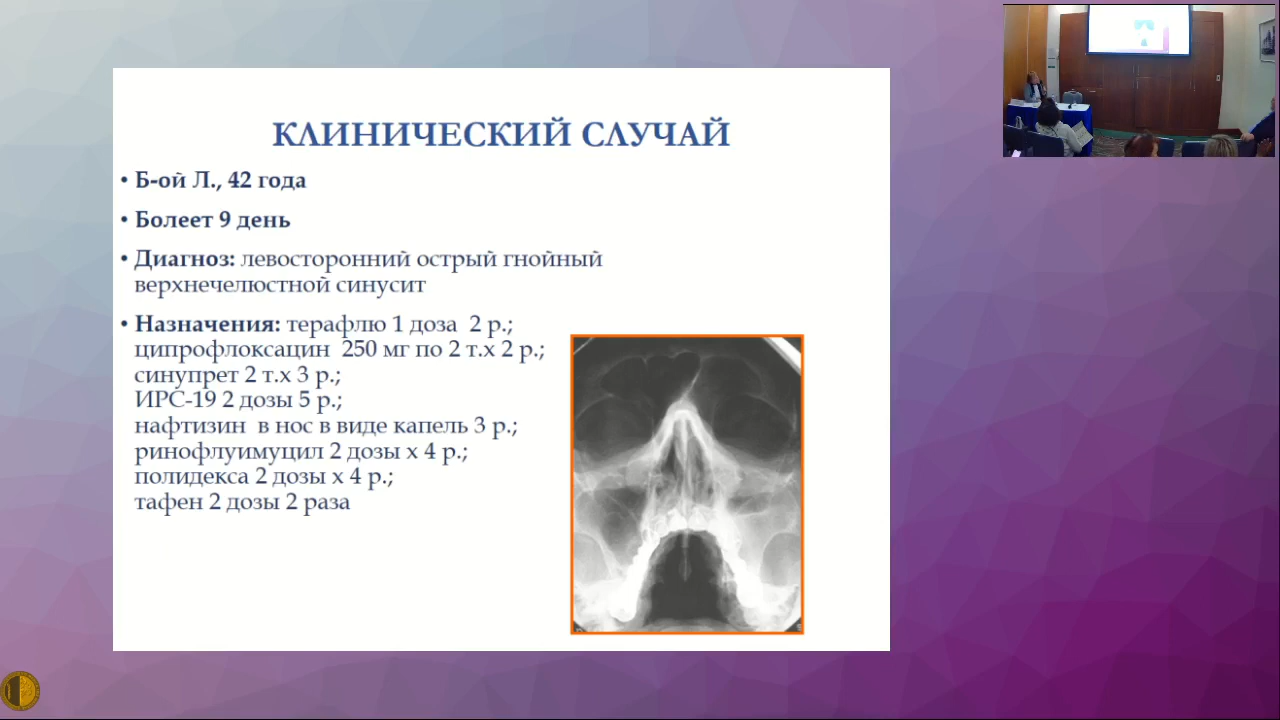 КЛИНИЧЕСКИЙ СЛУЧАЙ
• Б-ой Л., 42 года
• Болеет 9 день
• Диагноз: левосторонний острый гнойный
верхнечелюстной синусит
• Назначения: терафлю 1 доза 2 р.;
ципрофлоксацин 250 мг по 2 т.х 2 р.;
синупрет 2 т.х 3 р.;
ИРС-19 2 дозы 5 р.;
нафтизин в нос в виде капель 3 р.;
ринофлуимуцил 2 дозы х 4 р.;
полидекса 2 дозы х 4 р.;
тафен 2 дозы 2 раза